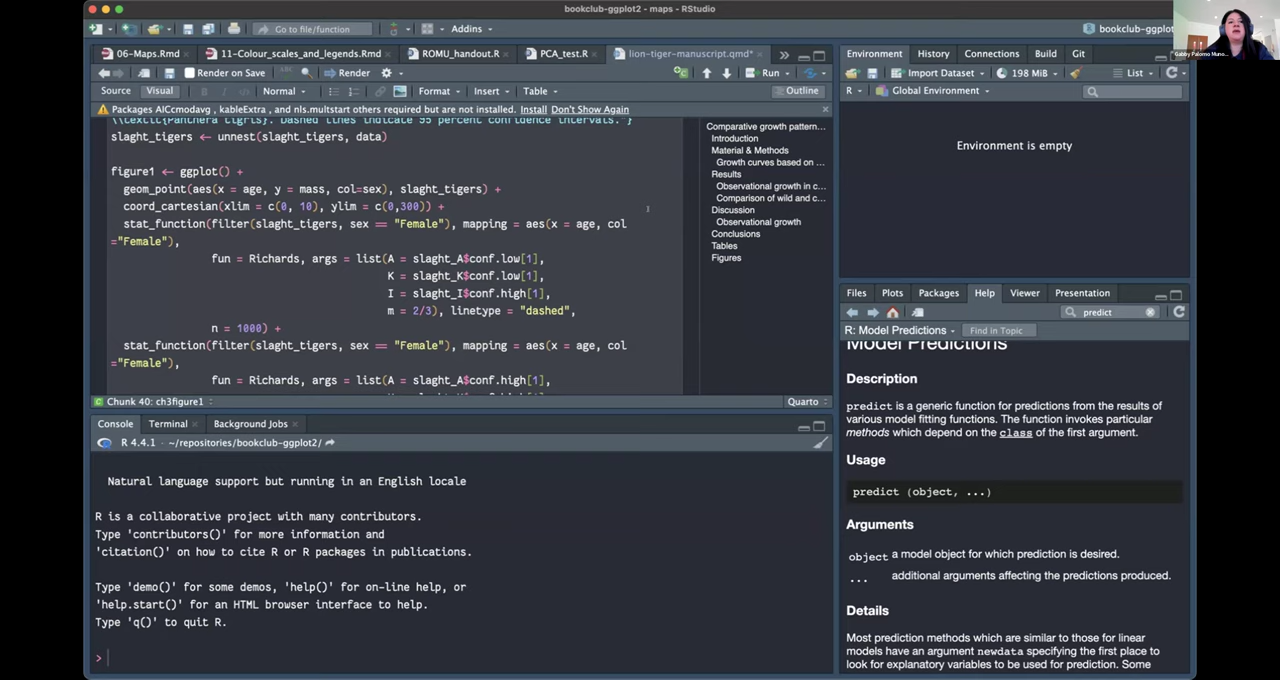 bookclub-ggplot2 - maps - RStudio
Go to file/function
Addins
bookclub-ggplot
Gabby Palomo Muno...
06-Maps.Rmd
11-Colour_scales_and_legends.Rmd
ROMU_handout.R
PCA_test.R
lion-tiger-manuscript.qmd*
Render on Save
Render
Run
Source
Visual
Normal
Format
Insert
Table
Outline
Packages AICcmodavg , kableExtra , and nls.multstart others required but are not installed. Install Don't Show Again
\\textit{Panthera tigris}. Dashed lines indicate 95 percent confidence intervals."}
slaght_tigers ← unnest(slaght_tigers, data)
figure1 ← ggplot() +
geom_point(aes(x = age, y = mass, col=sex), slaght_tigers) +
coord_cartesian(xlim = c(0, 10), ylim = c(0,300)) +
stat_function(filter(slaght_tigers, sex == "Female"), mapping = aes(x = age, col
="Female"),
fun = Richards, args = list(A = slaght_A$conf.low[1],
K = slaght_K$conf.low[1],
I = slaght_I$conf.high[1],
m = 2/3), linetype = "dashed",
n = 1000) +
stat_function(filter(slaght_tigers, sex == "Female"), mapping = aes(x = age, col
="Female"),
fun = Richards, args = list(A = slaght_A$conf.high[1],
Comparative growth pattern...
Introduction
Material & Methods
Growth curves based on ...
Results
Observational growth in c...
Comparison of wild and c...
Discussion
Observational growth
Conclusions
Tables
Figures
Chunk 40: ch3figure1
Quarto
Console
Terminal
Background Jobs
R 4.4.1 · ~/repositories/bookclub-ggplot2/
Natural language support but running in an English locale
R is a collaborative project with many contributors.
Type 'contributors()' for more information and
'citation()' on how to cite R or R packages in publications.
Type 'demo()' for some demos, 'help()' for on-line help, or
'help.start()' for an HTML browser interface to help.
Type 'q()' to quit R.
>
Environment
History
Connections
Build
Git
Import Dataset
198 MiB
List
R
Global Environment
Environment is empty
Files
Plots
Packages
Help
Viewer
Presentation
predict
R: Model Predictions
Find in Topic
Model Predictions
Description
predict is a generic function for predictions from the results of
various model fitting functions. The function invokes particular
methods which depend on the class of the first argument.
Usage
predict (object, ...)
Arguments
object a model object for which prediction is desired.
... additional arguments affecting the predictions produced.
Details
Most prediction methods which are similar to those for linear
models have an argument newdata specifying the first place to
look for explanatory variables to be used for prediction. Some